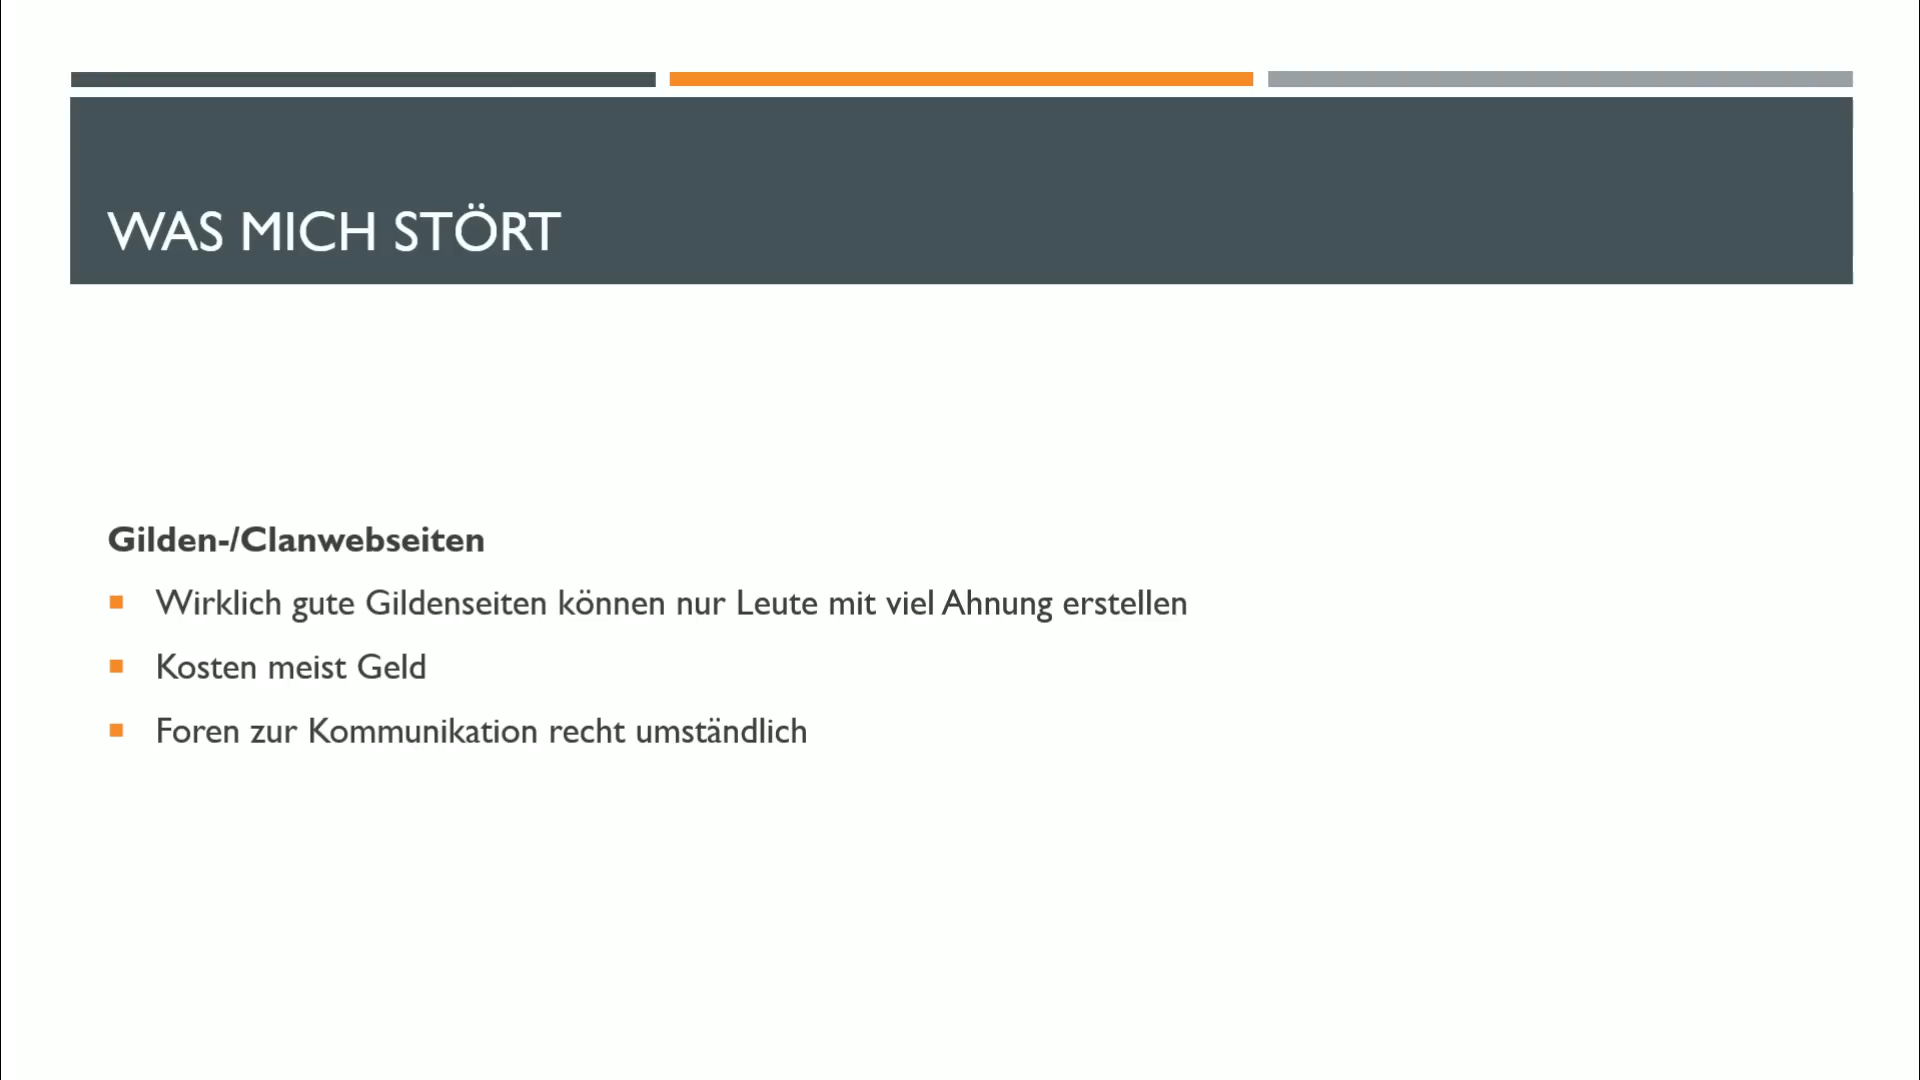 WAS MICH STÖRT
Gilden-/Clanwebseiten
Wirklich gute Gildenseiten können nur Leute mit viel Ahnung erstellen
Kosten meist Geld
Foren zur Kommunikation recht umständlich